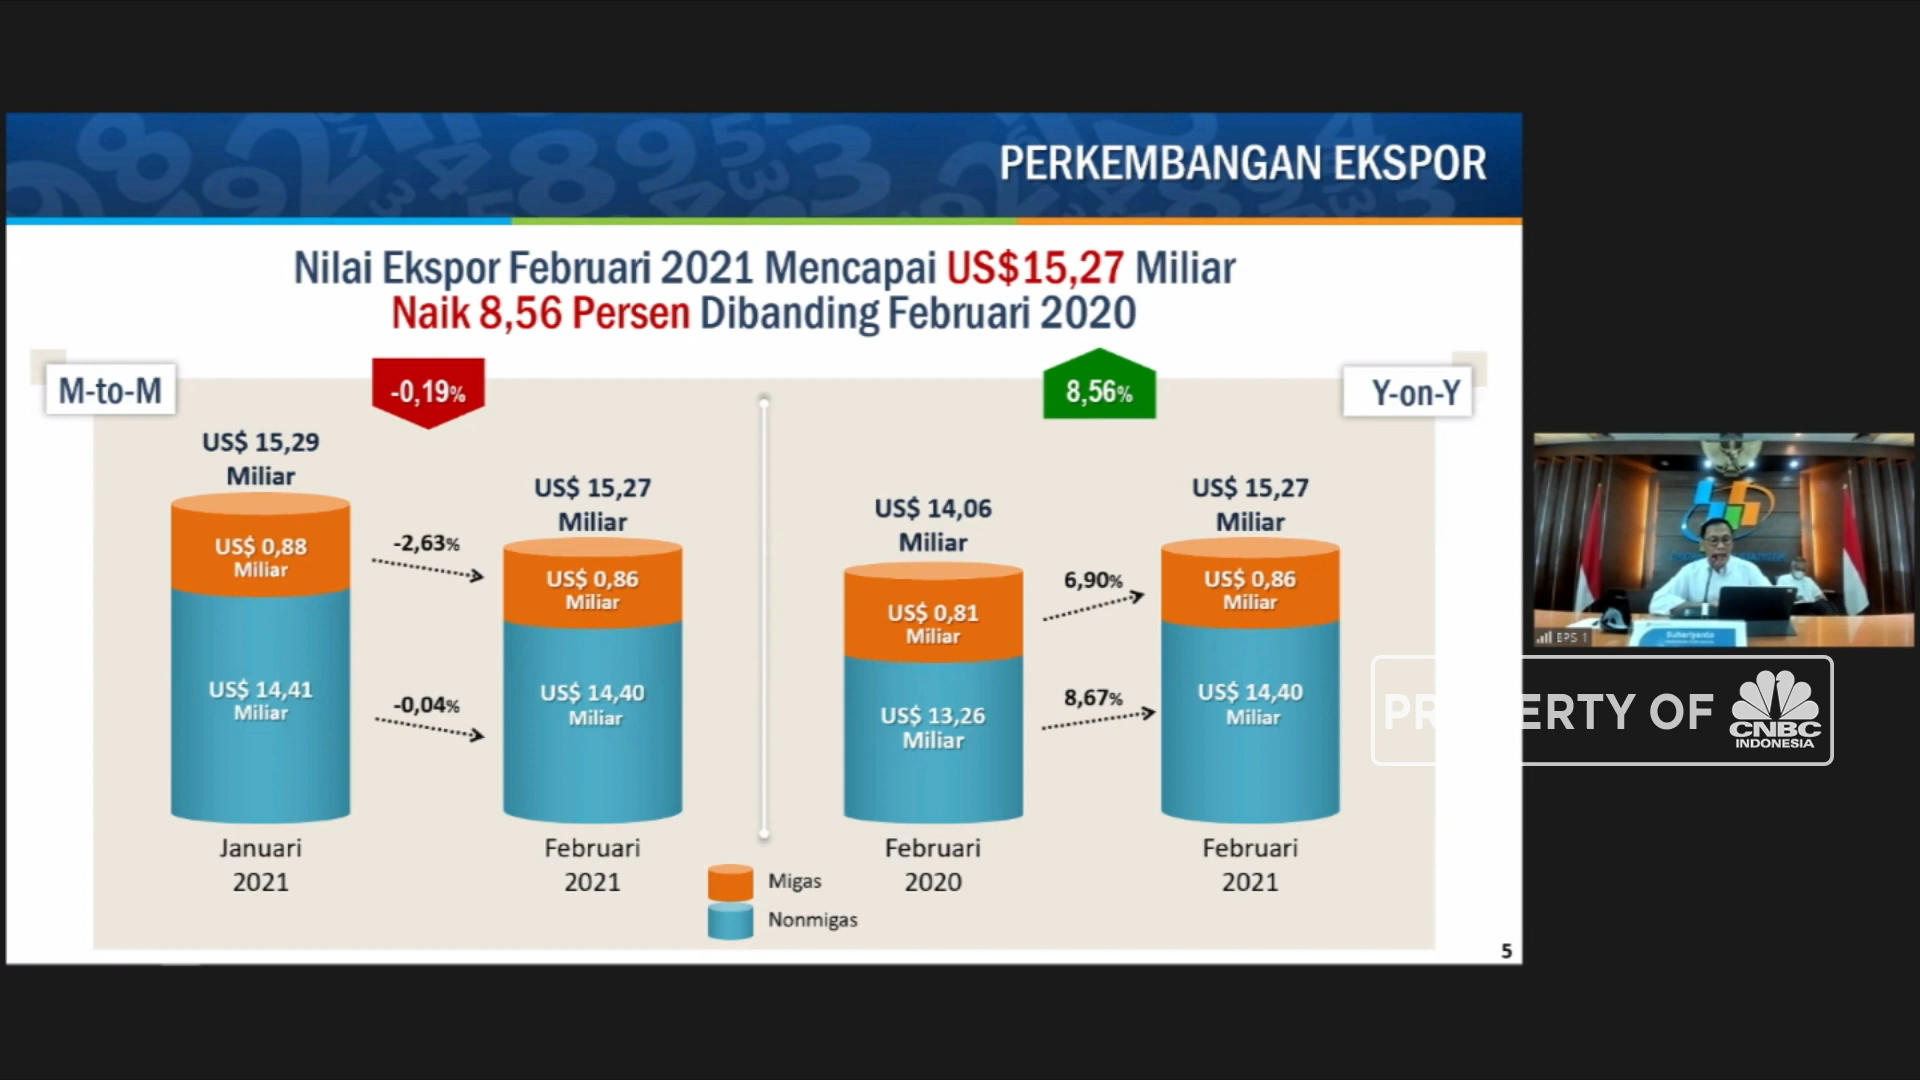 PERKEMBANGAN EKSPOR
Nilai Ekspor Februari 2021 Mencapai US$15,27 Miliar
Naik 8,56 Persen Dibanding Februari 2020
M-to-M
-0,19%
US$ 15,29
Miliar
US$ 0,88
Miliar
US$ 14,41
Miliar
Januari
2021
-2,63%
-0,04%
US$ 15,27
Miliar
US$ 0,86
Miliar
US$ 14,40
Miliar
Februari
2021
8,56%
Y-on-Y
US$ 14,06
Miliar
US$ 0,81
Miliar
US$ 13,26
Miliar
Februari
2020
6,90%
8,67%
US$ 15,27
Miliar
US$ 0,86
Miliar
US$ 14,40
Miliar
Februari
2021
Migas
Nonmigas
5
Suhariyanto
BPS 1
PROPERTY OF
CNBC
INDONESIA